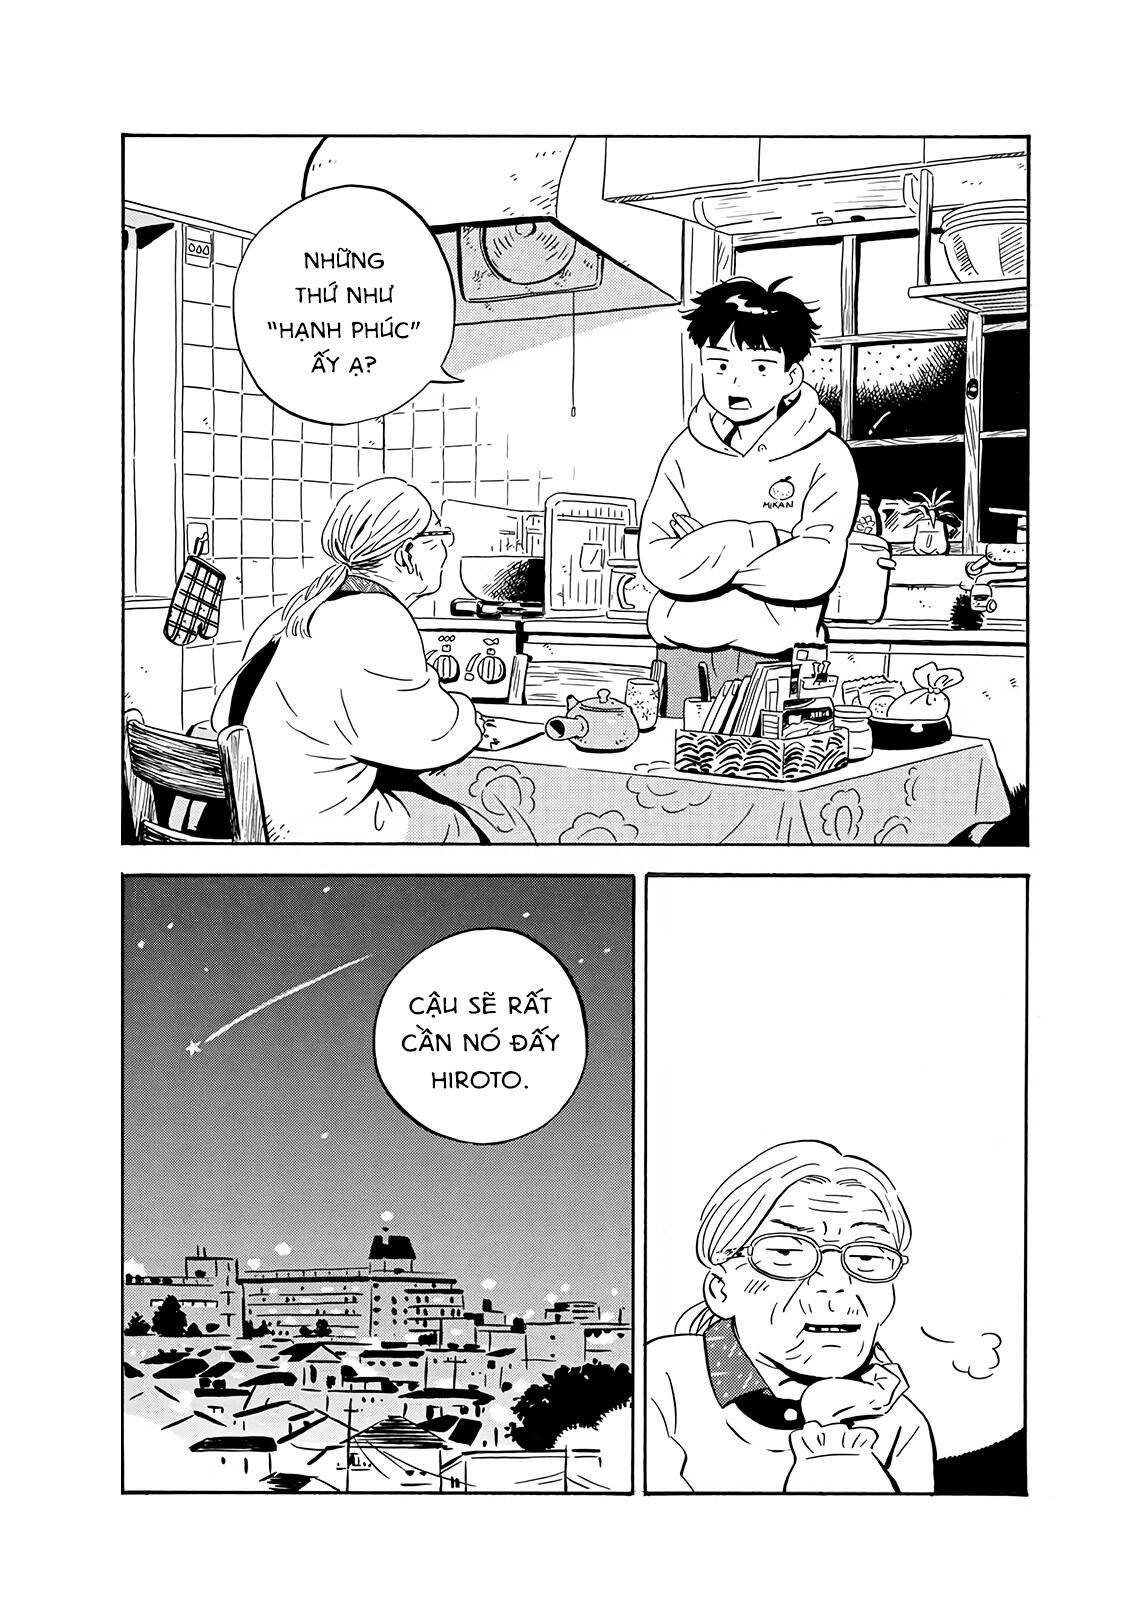 NHỮNG
THỨ NHƯ
“HẠNH PHÚC”
ẤY Ạ?
MIKAN
CẬU SẼ RẤT
CẦN NÓ ĐẤY
HIROTO.